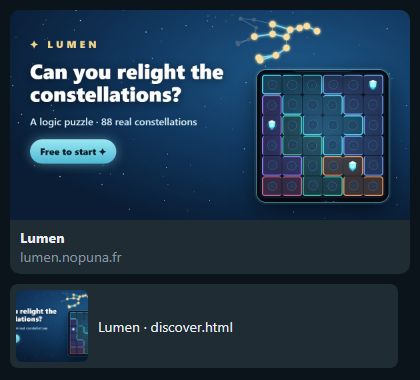 ✦ LUMEN
Can you relight the
constellations?
A logic puzzle · 88 real constellations
Free to start ✦
Lumen
lumen.nopuna.fr
u relight the
lations?
Lumen · discover.html